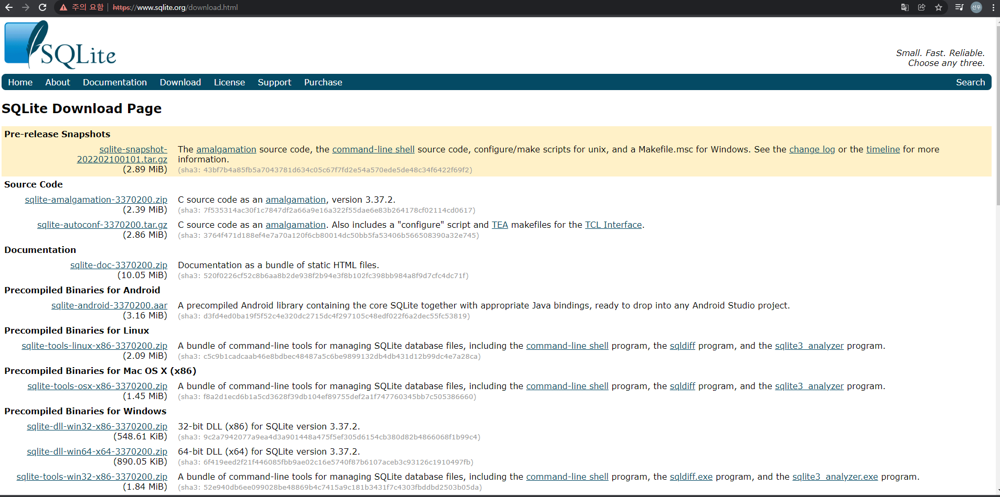 주의 요함 | https://www.sqlite.org/download.html
선우
SQLite
Small. Fast. Reliable.
Choose any three.
Home About Documentation Download License Support Purchase Search
SQLite Download Page
Pre-release Snapshots
sqlite-snapshot-
202202100101.tar.gz
(2.89 MiB)
The amalgamation source code, the command-line shell source code, configure/make scripts for unix, and a Makefile.msc for Windows. See the change log or the timeline for more
information.
(sha3: 43bf7b4a85fb5a7043781d634c05c67f7fd2e54a570ede5de48c34f6422f69f2)
Source Code
sqlite-amalgamation-3370200.zip
(2.39 MiB)
C source code as an amalgamation, version 3.37.2.
(sha3: 7f535314ac30f1c7847df2a66a9e16a322f55dae6e83b264178cf02114cd0617)
sqlite-autoconf-3370200.tar.gz
(2.86 MiB)
C source code as an amalgamation. Also includes a "configure" script and TEA makefiles for the TCL Interface.
(sha3: 3764f471d188ef4e7a70a120f6cb80014dc50bb5fa53406b566508390a32e745)
Documentation
sqlite-doc-3370200.zip
(10.05 MiB)
Documentation as a bundle of static HTML files.
(sha3: 520f0226cf52c8b6aa8b2de938f2b94e3f8b102fc398bb984a8f9d7cfc4dc71f)
Precompiled Binaries for Android
sqlite-android-3370200.aar
(3.16 MiB)
A precompiled Android library containing the core SQLite together with appropriate Java bindings, ready to drop into any Android Studio project.
(sha3: d3fd4ed0ba19f5f52c4e320dc2715dc4f297105c48edf022f6a2dec55fc53819)
Precompiled Binaries for Linux
sqlite-tools-linux-x86-3370200.zip
(2.09 MiB)
A bundle of command-line tools for managing SQLite database files, including the command-line shell program, the sqldiff program, and the sqlite3_analyzer program.
(sha3: c5c9b1cadcaab46e8bdbec48487a5c6be9899132db4db431d12b99dc4e7a28ca)
Precompiled Binaries for Mac OS X (x86)
sqlite-tools-osx-x86-3370200.zip
(1.45 MiB)
A bundle of command-line tools for managing SQLite database files, including the command-line shell program, the sqldiff program, and the sqlite3_analyzer program.
(sha3: f8a2d1ecd6b1a5cd3628f39db104ef89755def2a1f747760345bb7c505386660)
Precompiled Binaries for Windows
sqlite-dll-win32-x86-3370200.zip
(548.61 KiB)
32-bit DLL (x86) for SQLite version 3.37.2.
(sha3: 9c2a7942077a9ea4d3a901448a475f5ef305d6154cb380d82b4866068f1b99c4)
sqlite-dll-win64-x64-3370200.zip
(890.05 KiB)
64-bit DLL (x64) for SQLite version 3.37.2.
(sha3: 6f419eed2f21f446085fbb9ae02c16e5740f87b6107aceb3c93126c1910497fb)
sqlite-tools-win32-x86-3370200.zip
(1.84 MiB)
A bundle of command-line tools for managing SQLite database files, including the command-line shell program, the sqldiff.exe program, and the sqlite3_analyzer.exe program.
(sha3: 52e940db6ee099028be48869b4c7415a9c181b3431f7c4303fbddbd2503b05da)